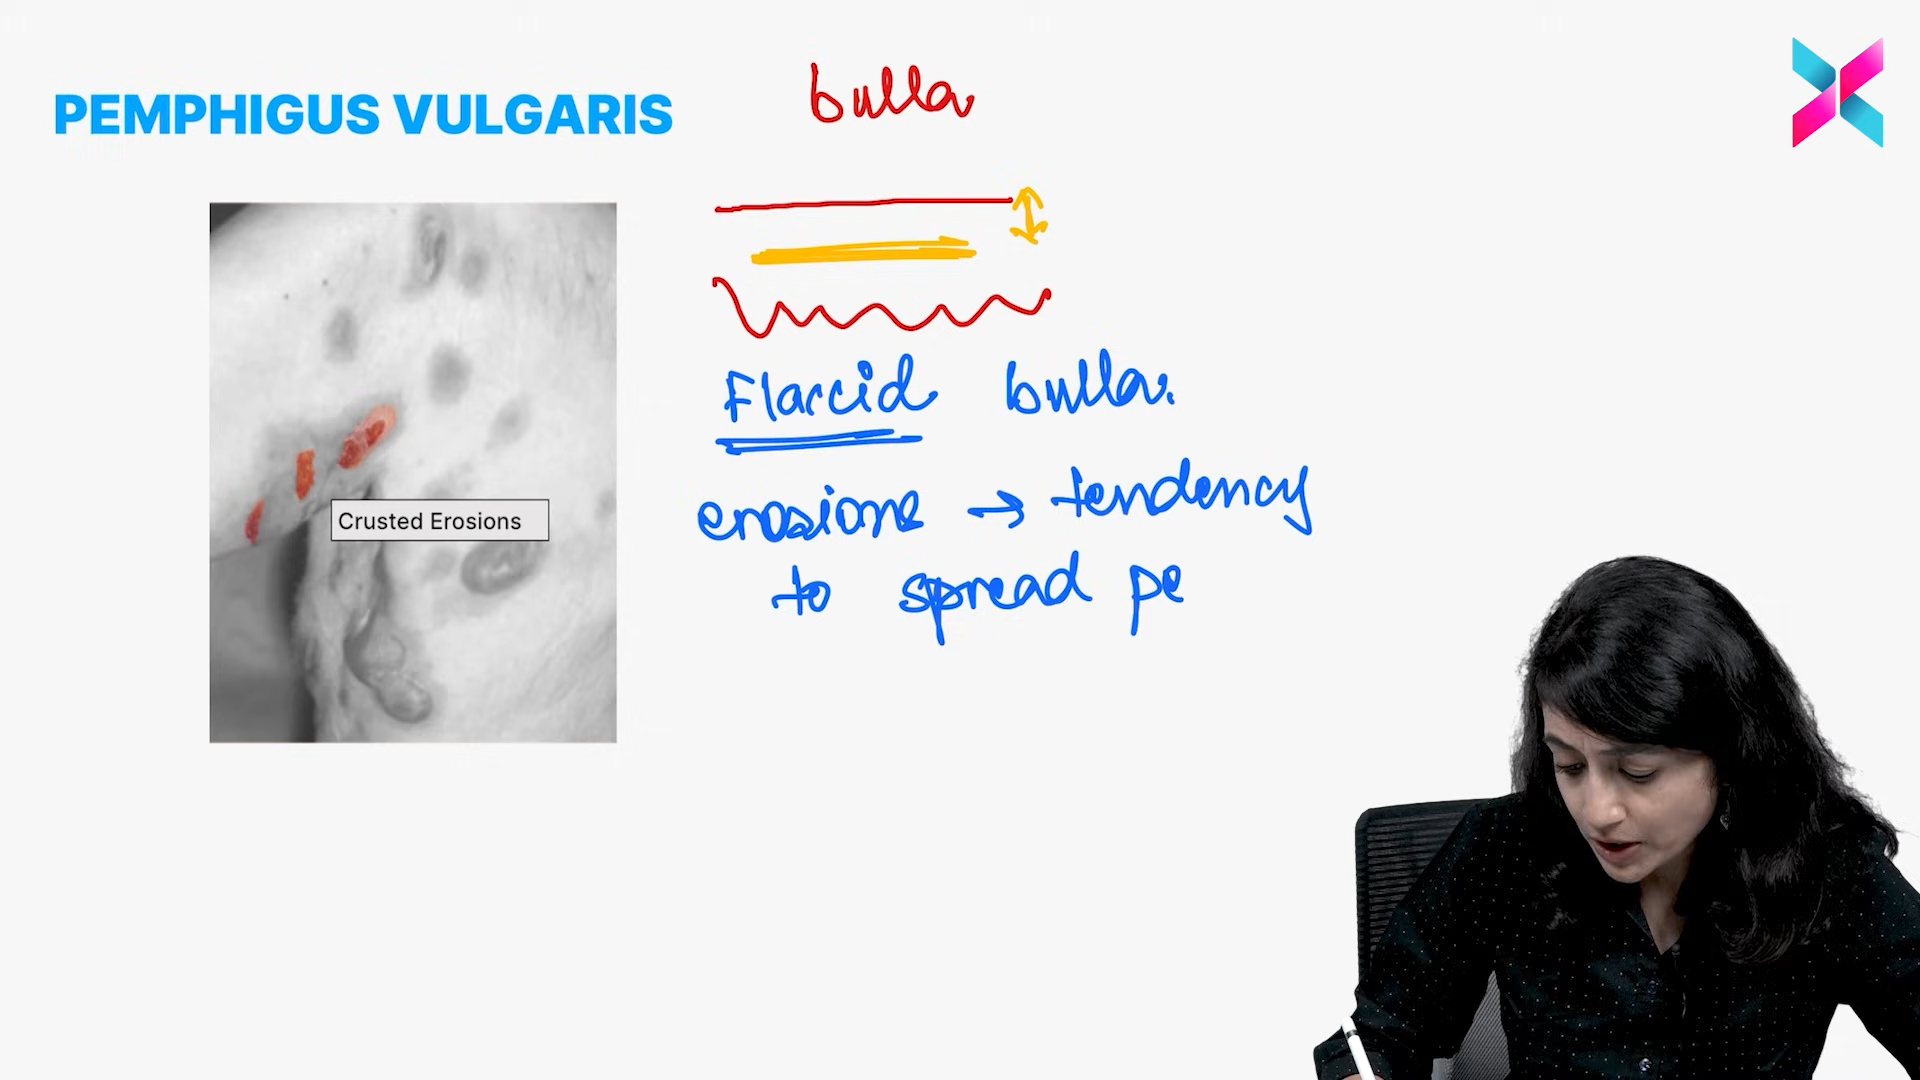 PEMPHIGUS VULGARIS
bulla
Flaccid bulla.
erosions → tendency
to spread pe
Crusted Erosions